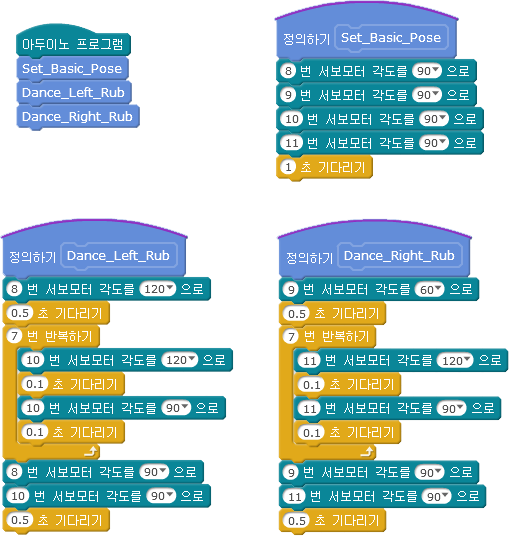 아두이노 프로그램
Set_Basic_Pose
Dance_Left_Rub
Dance_Right_Rub
정의하기 Set_Basic_Pose
8 번 서보모터 각도를 90 으로
9 번 서보모터 각도를 90 으로
10 번 서보모터 각도를 90 으로
11 번 서보모터 각도를 90 으로
1 초 기다리기
정의하기 Dance_Left_Rub
8 번 서보모터 각도를 120 으로
0.5 초 기다리기
7 번 반복하기
10 번 서보모터 각도를 120 으로
0.1 초 기다리기
10 번 서보모터 각도를 90 으로
0.1 초 기다리기
8 번 서보모터 각도를 90 으로
10 번 서보모터 각도를 90 으로
0.5 초 기다리기
정의하기 Dance_Right_Rub
9 번 서보모터 각도를 60 으로
0.5 초 기다리기
7 번 반복하기
11 번 서보모터 각도를 120 으로
0.1 초 기다리기
11 번 서보모터 각도를 90 으로
0.1 초 기다리기
9 번 서보모터 각도를 90 으로
11 번 서보모터 각도를 90 으로
0.5 초 기다리기